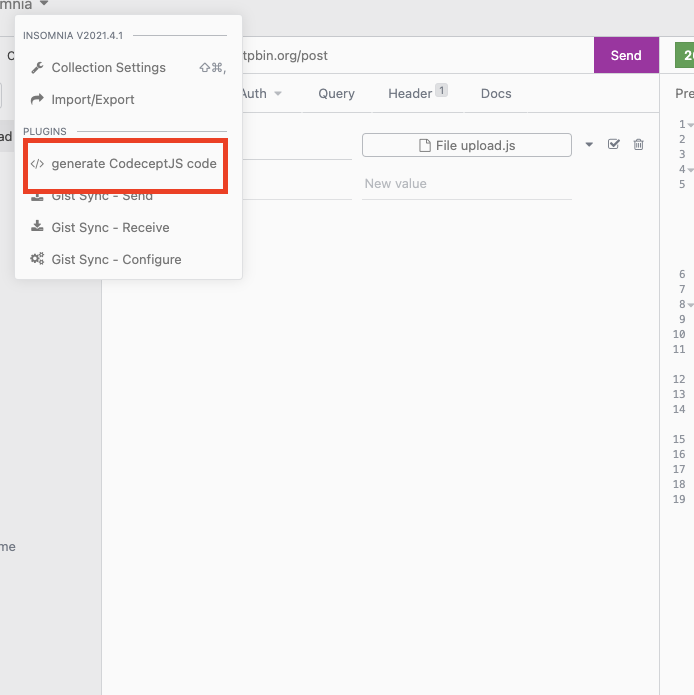 mnia
INSOMNIA V2021.4.1
Collection Settings ⇧⌘,
Import/Export
PLUGINS
generate CodeceptJS code
Gist Sync - Send
Gist Sync - Receive
Gist Sync - Configure
C
tpbin.org/post
Send
2
Auth
Query
Header 1
Docs
Pre
ad
File upload.js
New value
me
1
2
3
4
5
6
7
8
9
10
11
12
13
14
15
16
17
18
19